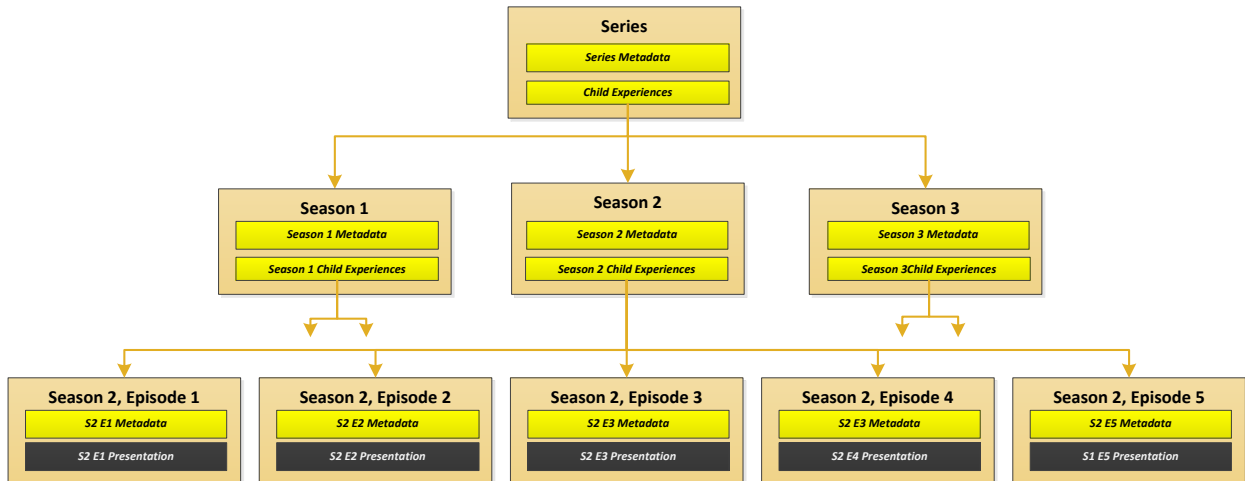 Series
Series Metadata
Child Experiences
Season 1
Season 1 Metadata
Season 1 Child Experiences
Season 2
Season 2 Metadata
Season 2 Child Experiences
Season 3
Season 3 Metadata
Season 3Child Experiences
Season 2, Episode 1
S2 E1 Metadata
S2 E1 Presentation
Season 2, Episode 2
S2 E2 Metadata
S2 E2 Presentation
Season 2, Episode 3
S2 E3 Metadata
S2 E3 Presentation
Season 2, Episode 4
S2 E3 Metadata
S2 E4 Presentation
Season 2, Episode 5
S2 E5 Metadata
S1 E5 Presentation